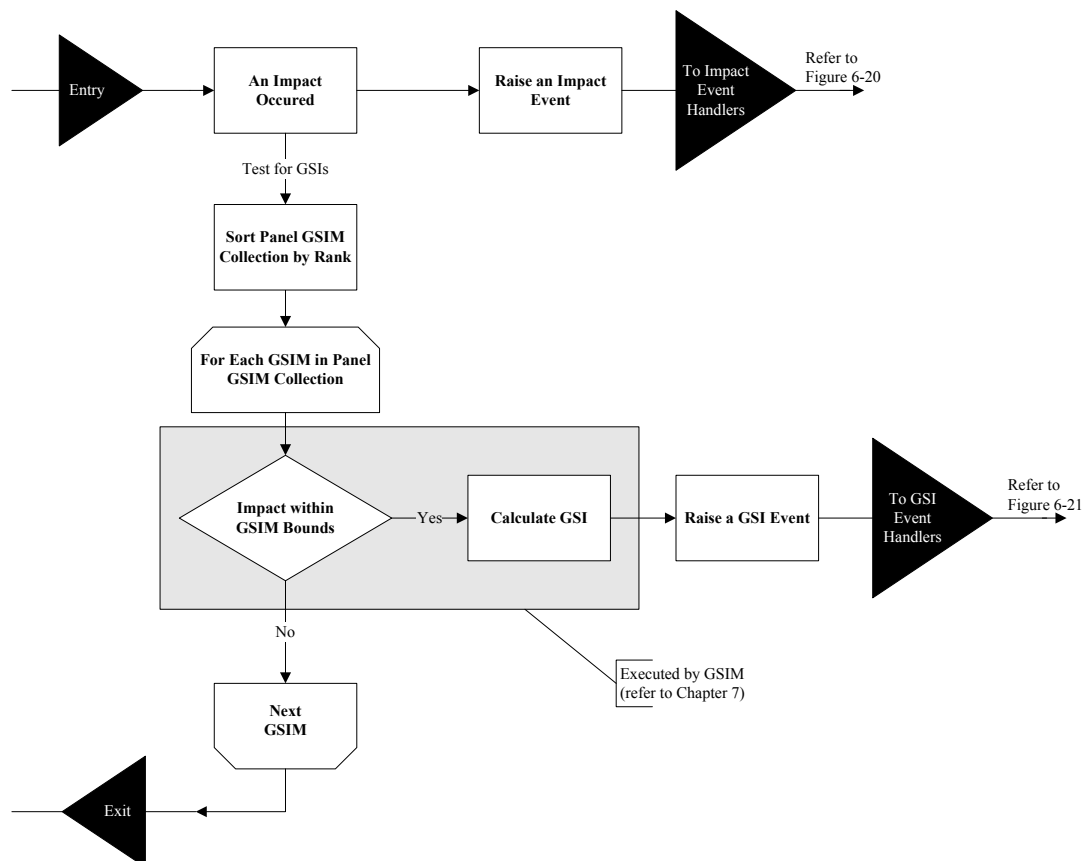 Entry
An Impact
Occured
Raise an Impact
Event
To Impact
Event
Handlers
Refer to
Figure 6-20
Test for GSIs
Sort Panel GSIM
Collection by Rank
For Each GSIM in Panel
GSIM Collection
Impact within
GSIM Bounds
Yes
Calculate GSI
Raise a GSI Event
To GSI
Event
Handlers
Refer to
Figure 6-21
No
Executed by GSIM
(refer to Chapter 7)
Next
GSIM
Exit